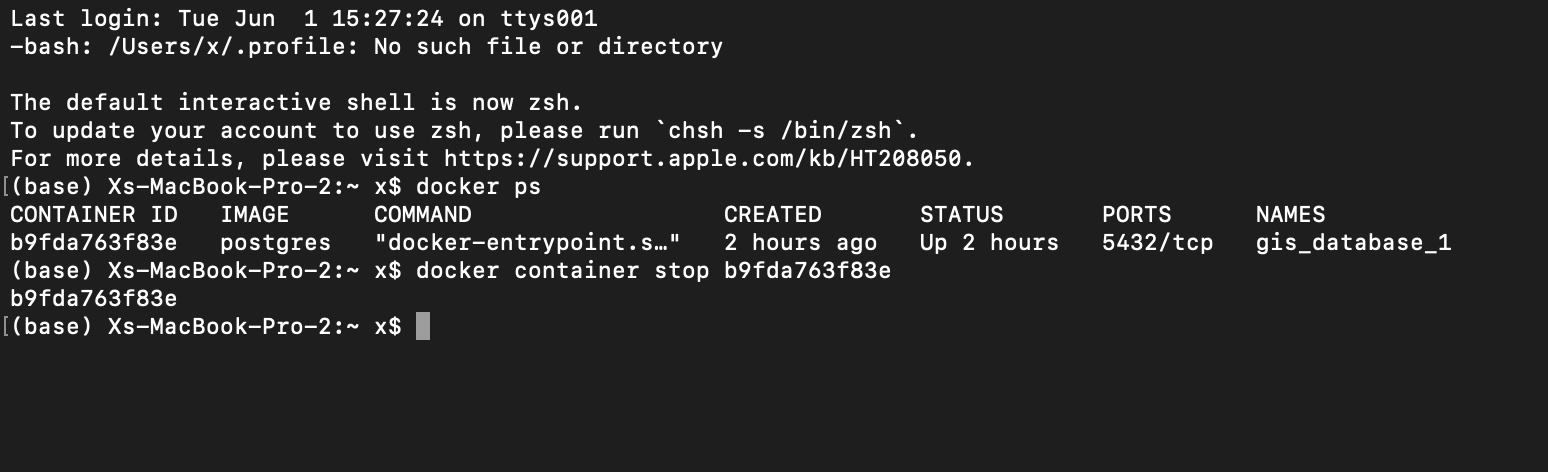 Last login: Tue Jun  1 15:27:24 on ttys001
-bash: /Users/x/.profile: No such file or directory

The default interactive shell is now zsh.
To update your account to use zsh, please run `chsh -s /bin/zsh`.
For more details, please visit https://support.apple.com/kb/HT208050.
[(base) Xs-MacBook-Pro-2:~ x$ docker ps
CONTAINER ID   IMAGE      COMMAND                  CREATED       STATUS       PORTS      NAMES
b9fda763f83e   postgres   "docker-entrypoint.s…"   2 hours ago   Up 2 hours   5432/tcp   gis_database_1
(base) Xs-MacBook-Pro-2:~ x$ docker container stop b9fda763f83e
b9fda763f83e
[(base) Xs-MacBook-Pro-2:~ x$